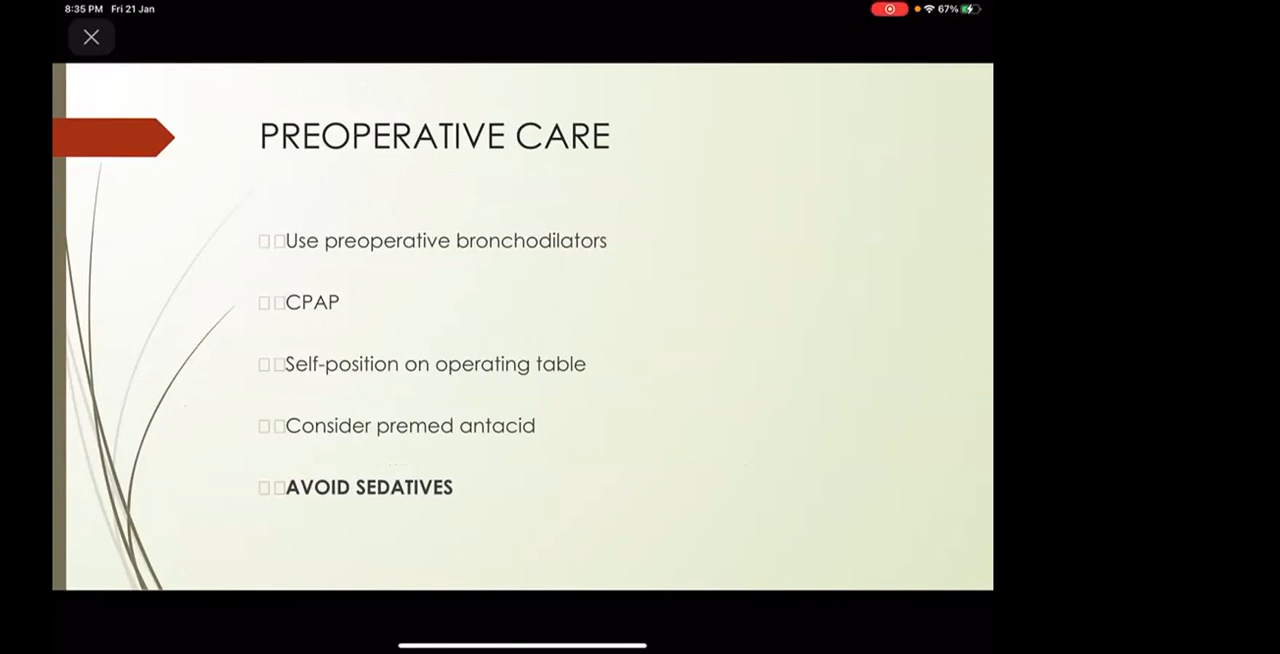 8:35 PM Fri 21 Jan
67%
PREOPERATIVE CARE
Use preoperative bronchodilators
CPAP
Self-position on operating table
Consider premed antacid
AVOID SEDATIVES